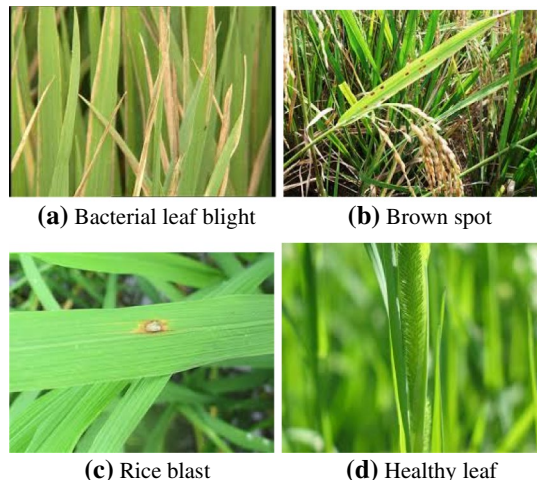 (a) Bacterial leaf blight
(b) Brown spot
(c) Rice blast
(d) Healthy leaf